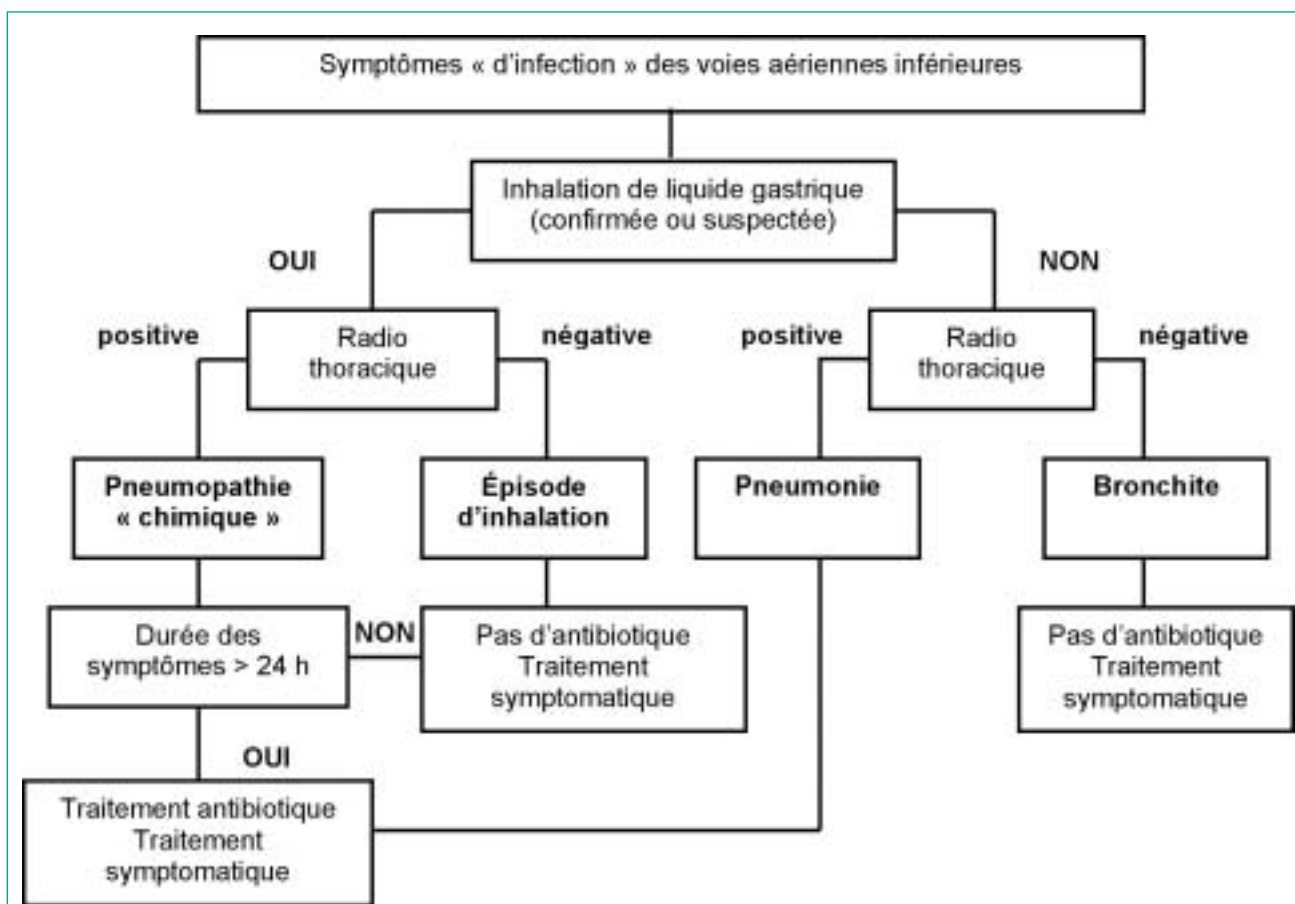 Symptômes « d’infection » des voies aériennes inférieures
Inhalation de liquide gastrique
(confirmée ou suspectée)
OUI
NON
positive
Radio
thoracique
négative
positive
Radio
thoracique
négative
Pneumopathie
« chimique »
Épisode
d’inhalation
Pneumonie
Bronchite
Durée des
symptômes > 24 h
NON
Pas d’antibiotique
Traitement
symptomatique
Pas d’antibiotique
Traitement
symptomatique
OUI
Traitement antibiotique
Traitement
symptomatique